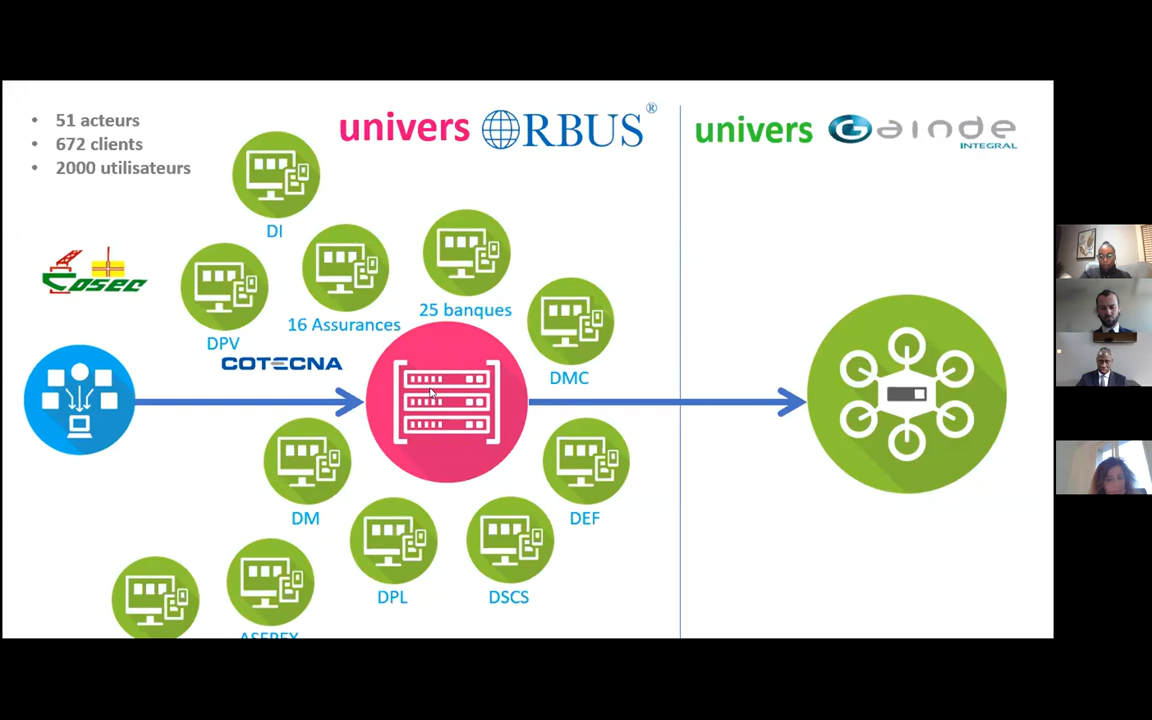 • 51 acteurs
• 672 clients
• 2000 utilisateurs
univers ORBUS®
univers Gainde
INTEGRAL
DI
Cosec
16 Assurances
25 banques
DPV
COTECNA
DMC
DM
DEF
DPL
DSCS
ASEPEX